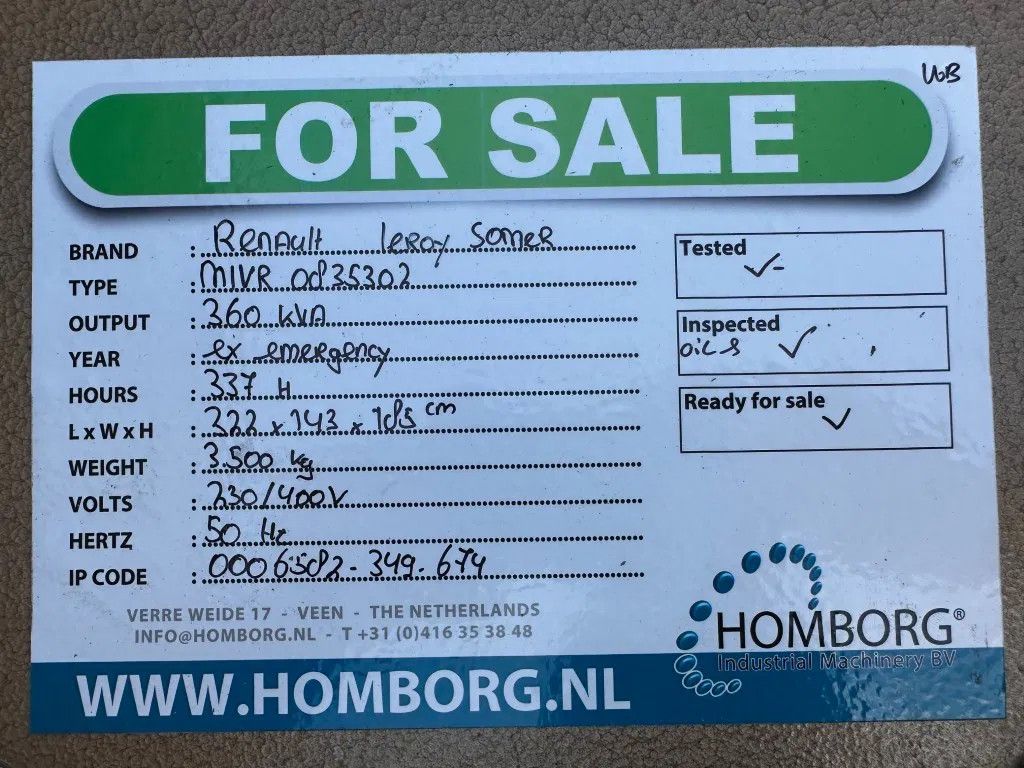 WB
FOR SALE
BRAND : Renault Leroy Somer
TYPE : MIVR 0835302
OUTPUT : 360 kVA
YEAR : ex emergency
HOURS : 337 H
L x W x H : 322 x 143 x 185 cm
WEIGHT : 3.500 kg
VOLTS : 230/400V
HERTZ : 50 Hz
IP CODE : 0006582-349.674
Tested ✓-
Inspected
oils ✓
Ready for sale ✓
VERRE WEIDE 17 - VEEN - THE NETHERLANDS
INFO@HOMBORG.NL - T +31 (0)416 35 38 48
HOMBORG®
Industrial Machinery BV
WWW.HOMBORG.NL